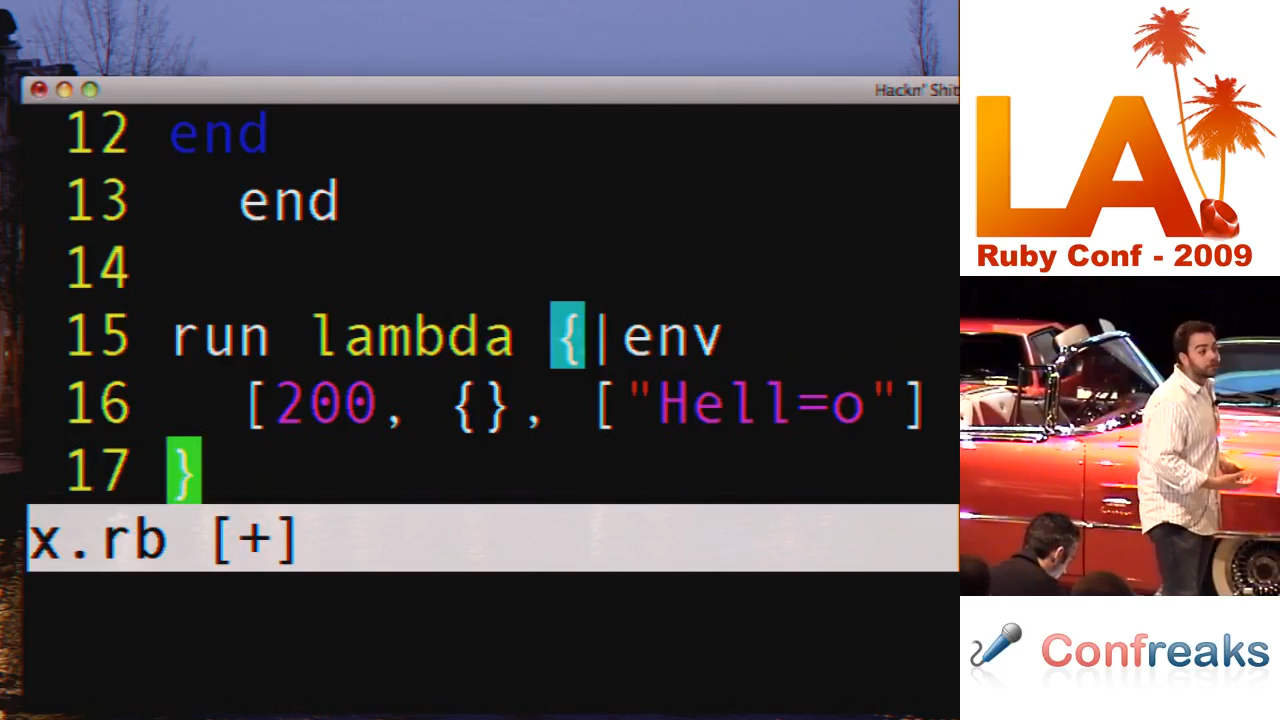 Hackn' Shit
12 end
13 end
14
15 run lambda {|env
16 [200, {}, ["Hell=o"]
17 }
x.rb [+]
LA
Ruby Conf - 2009
Confreaks